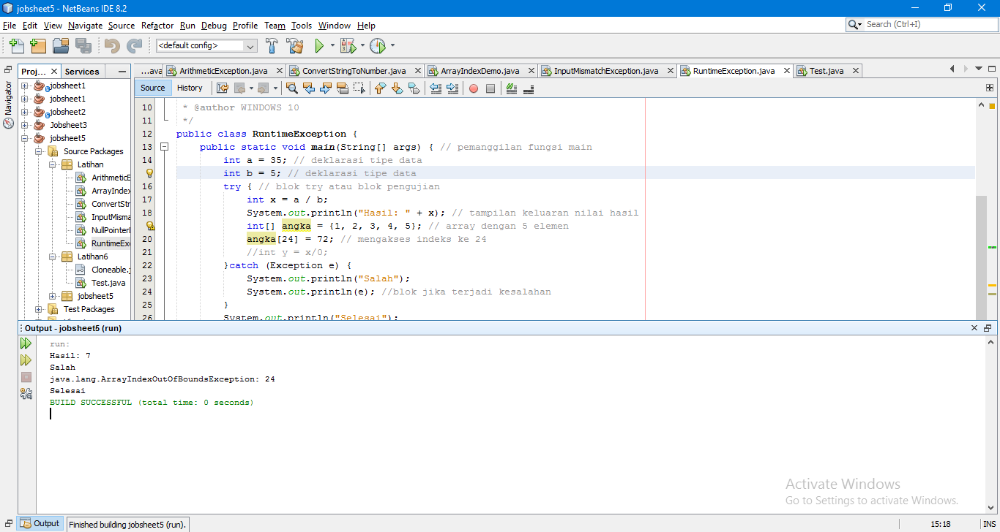 jobsheet5 - NetBeans IDE 8.2
File Edit View Navigate Source Refactor Run Debug Profile Team Tools Window Help
Search (Ctrl+I)
<default config>
Proj... Services
...ava ArithmeticException.java ConvertStringToNumber.java ArrayIndexDemo.java InputMismatchException.java RuntimeException.java Test.java
Navigator
Source History
jobsheet1
jobsheet1
jobsheet2
Jobsheet3
jobsheet5
Source Packages
Latihan
ArithmeticE
ArrayIndex
ConvertStr
InputMisma
NullPointerI
RuntimeEx
Latihan6
Cloneable.j
Test.java
jobsheet5
Test Packages
10 * @author WINDOWS 10
11 */
12 public class RuntimeException {
13 public static void main(String[] args) { // pemanggilan fungsi main
14 int a = 35; // deklarasi tipe data
int b = 5; // deklarasi tipe data
16 try { // blok try atau blok pengujian
17 int x = a / b;
18 System.out.println("Hasil: " + x); // tampilan keluaran nilai hasil
int[] angka = {1, 2, 3, 4, 5}; // array dengan 5 elemen
20 angka[24] = 72; // mengakses indeks ke 24
21 //int y = x/0;
22 }catch (Exception e) {
23 System.out.println("Salah");
24 System.out.println(e); //blok jika terjadi kesalahan
25 }
26 System.out.println("Selesai");
Output - jobsheet5 (run)
run:
Hasil: 7
Salah
java.lang.ArrayIndexOutOfBoundsException: 24
Selesai
BUILD SUCCESSFUL (total time: 0 seconds)
Activate Windows
Go to Settings to activate Windows.
Output Finished building jobsheet5 (run). 15:18 INS